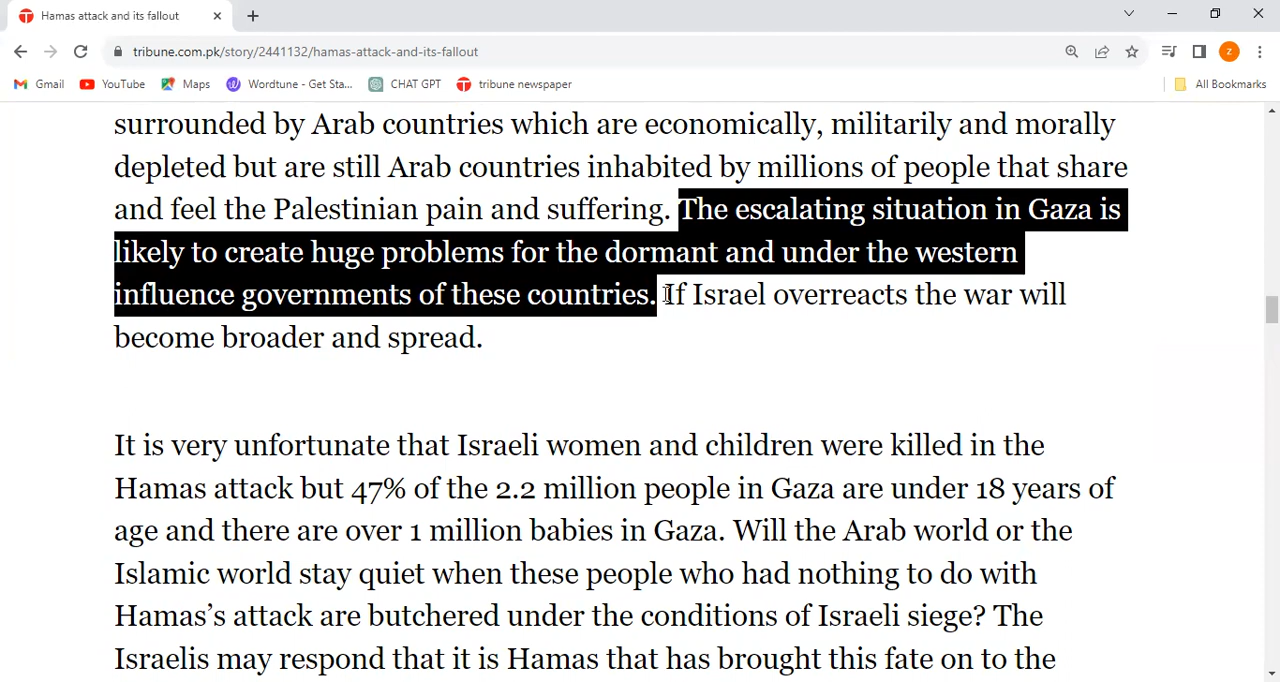 Hamas attack and its fallout
tribune.com.pk/story/2441132/hamas-attack-and-its-fallout
z
Gmail YouTube Maps Wordtune - Get Sta... CHAT GPT tribune newspaper All Bookmarks
surrounded by Arab countries which are economically, militarily and morally
depleted but are still Arab countries inhabited by millions of people that share
and feel the Palestinian pain and suffering. The escalating situation in Gaza is
likely to create huge problems for the dormant and under the western
influence governments of these countries. If Israel overreacts the war will
become broader and spread.
It is very unfortunate that Israeli women and children were killed in the
Hamas attack but 47% of the 2.2 million people in Gaza are under 18 years of
age and there are over 1 million babies in Gaza. Will the Arab world or the
Islamic world stay quiet when these people who had nothing to do with
Hamas’s attack are butchered under the conditions of Israeli siege? The
Israelis may respond that it is Hamas that has brought this fate on to the